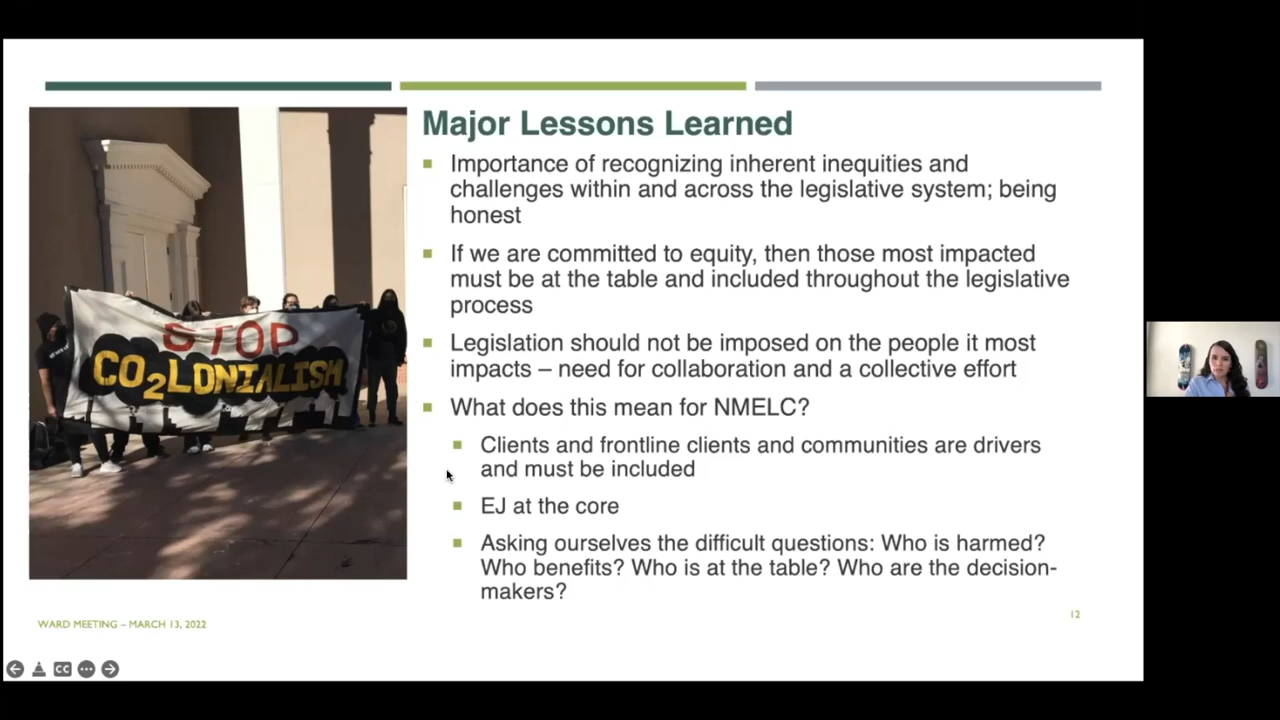 Major Lessons Learned
Importance of recognizing inherent inequities and
challenges within and across the legislative system; being
honest
If we are committed to equity, then those most impacted
must be at the table and included throughout the legislative
process
Legislation should not be imposed on the people it most
impacts – need for collaboration and a collective effort
What does this mean for NMELC?
Clients and frontline clients and communities are drivers
and must be included
EJ at the core
Asking ourselves the difficult questions: Who is harmed?
Who benefits? Who is at the table? Who are the decision-
makers?
STOP
CO2LONIALISM
WARD MEETING – MARCH 13, 2022
12
CC